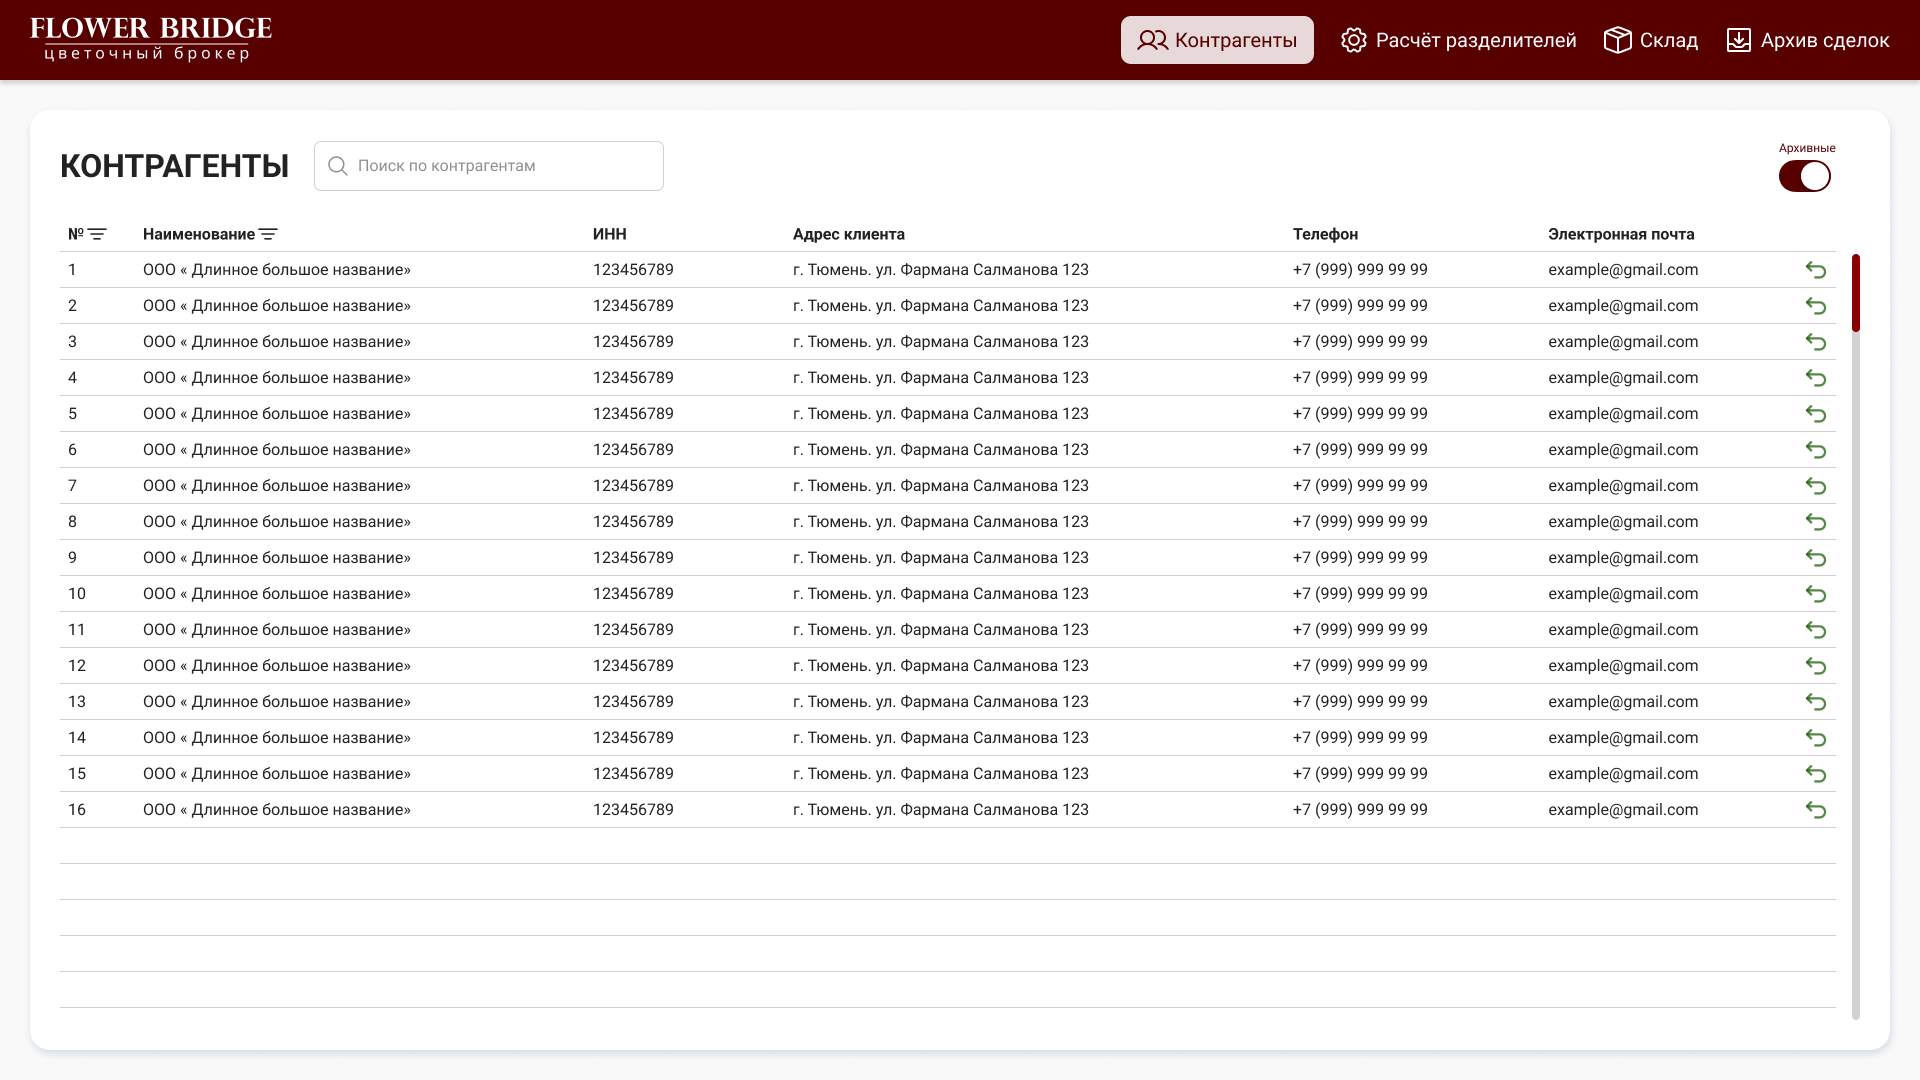 FLOWER BRIDGE
цветочный брокер
Контрагенты
Расчёт разделителей
Склад
Архив сделок
КОНТРАГЕНТЫ
Поиск по контрагентам
Архивные
№ Наименование ИНН Адрес клиента Телефон Электронная почта
1 ООО « Длинное большое название» 123456789 г. Тюмень. ул. Фармана Салманова 123 +7 (999) 999 99 99 example@gmail.com
2 ООО « Длинное большое название» 123456789 г. Тюмень. ул. Фармана Салманова 123 +7 (999) 999 99 99 example@gmail.com
3 ООО « Длинное большое название» 123456789 г. Тюмень. ул. Фармана Салманова 123 +7 (999) 999 99 99 example@gmail.com
4 ООО « Длинное большое название» 123456789 г. Тюмень. ул. Фармана Салманова 123 +7 (999) 999 99 99 example@gmail.com
5 ООО « Длинное большое название» 123456789 г. Тюмень. ул. Фармана Салманова 123 +7 (999) 999 99 99 example@gmail.com
6 ООО « Длинное большое название» 123456789 г. Тюмень. ул. Фармана Салманова 123 +7 (999) 999 99 99 example@gmail.com
7 ООО « Длинное большое название» 123456789 г. Тюмень. ул. Фармана Салманова 123 +7 (999) 999 99 99 example@gmail.com
8 ООО « Длинное большое название» 123456789 г. Тюмень. ул. Фармана Салманова 123 +7 (999) 999 99 99 example@gmail.com
9 ООО « Длинное большое название» 123456789 г. Тюмень. ул. Фармана Салманова 123 +7 (999) 999 99 99 example@gmail.com
10 ООО « Длинное большое название» 123456789 г. Тюмень. ул. Фармана Салманова 123 +7 (999) 999 99 99 example@gmail.com
11 ООО « Длинное большое название» 123456789 г. Тюмень. ул. Фармана Салманова 123 +7 (999) 999 99 99 example@gmail.com
12 ООО « Длинное большое название» 123456789 г. Тюмень. ул. Фармана Салманова 123 +7 (999) 999 99 99 example@gmail.com
13 ООО « Длинное большое название» 123456789 г. Тюмень. ул. Фармана Салманова 123 +7 (999) 999 99 99 example@gmail.com
14 ООО « Длинное большое название» 123456789 г. Тюмень. ул. Фармана Салманова 123 +7 (999) 999 99 99 example@gmail.com
15 ООО « Длинное большое название» 123456789 г. Тюмень. ул. Фармана Салманова 123 +7 (999) 999 99 99 example@gmail.com
16 ООО « Длинное большое название» 123456789 г. Тюмень. ул. Фармана Салманова 123 +7 (999) 999 99 99 example@gmail.com